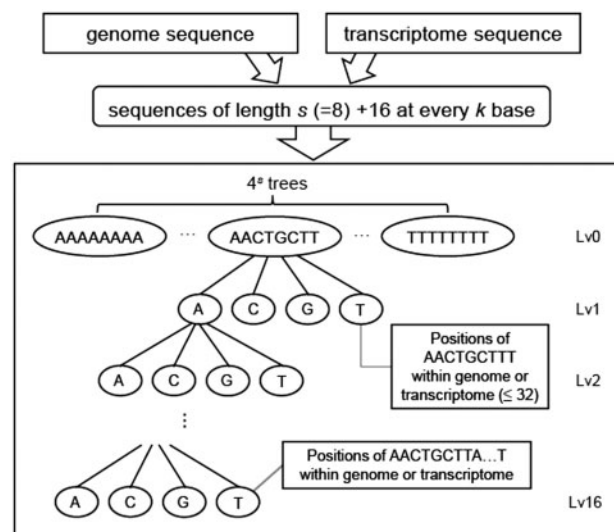 genome sequence
transcriptome sequence
sequences of length s (=8) +16 at every k base
4ˢ trees
AAAAAAAA ... AACTGCTT ... TTTTTTTT Lv0
A C G T Lv1
Positions of
AACTGCTTT
within genome or
transcriptome (≤ 32)
A C G T Lv2
⋮
Positions of AACTGCTTA...T
within genome or transcriptome
A C G T Lv16